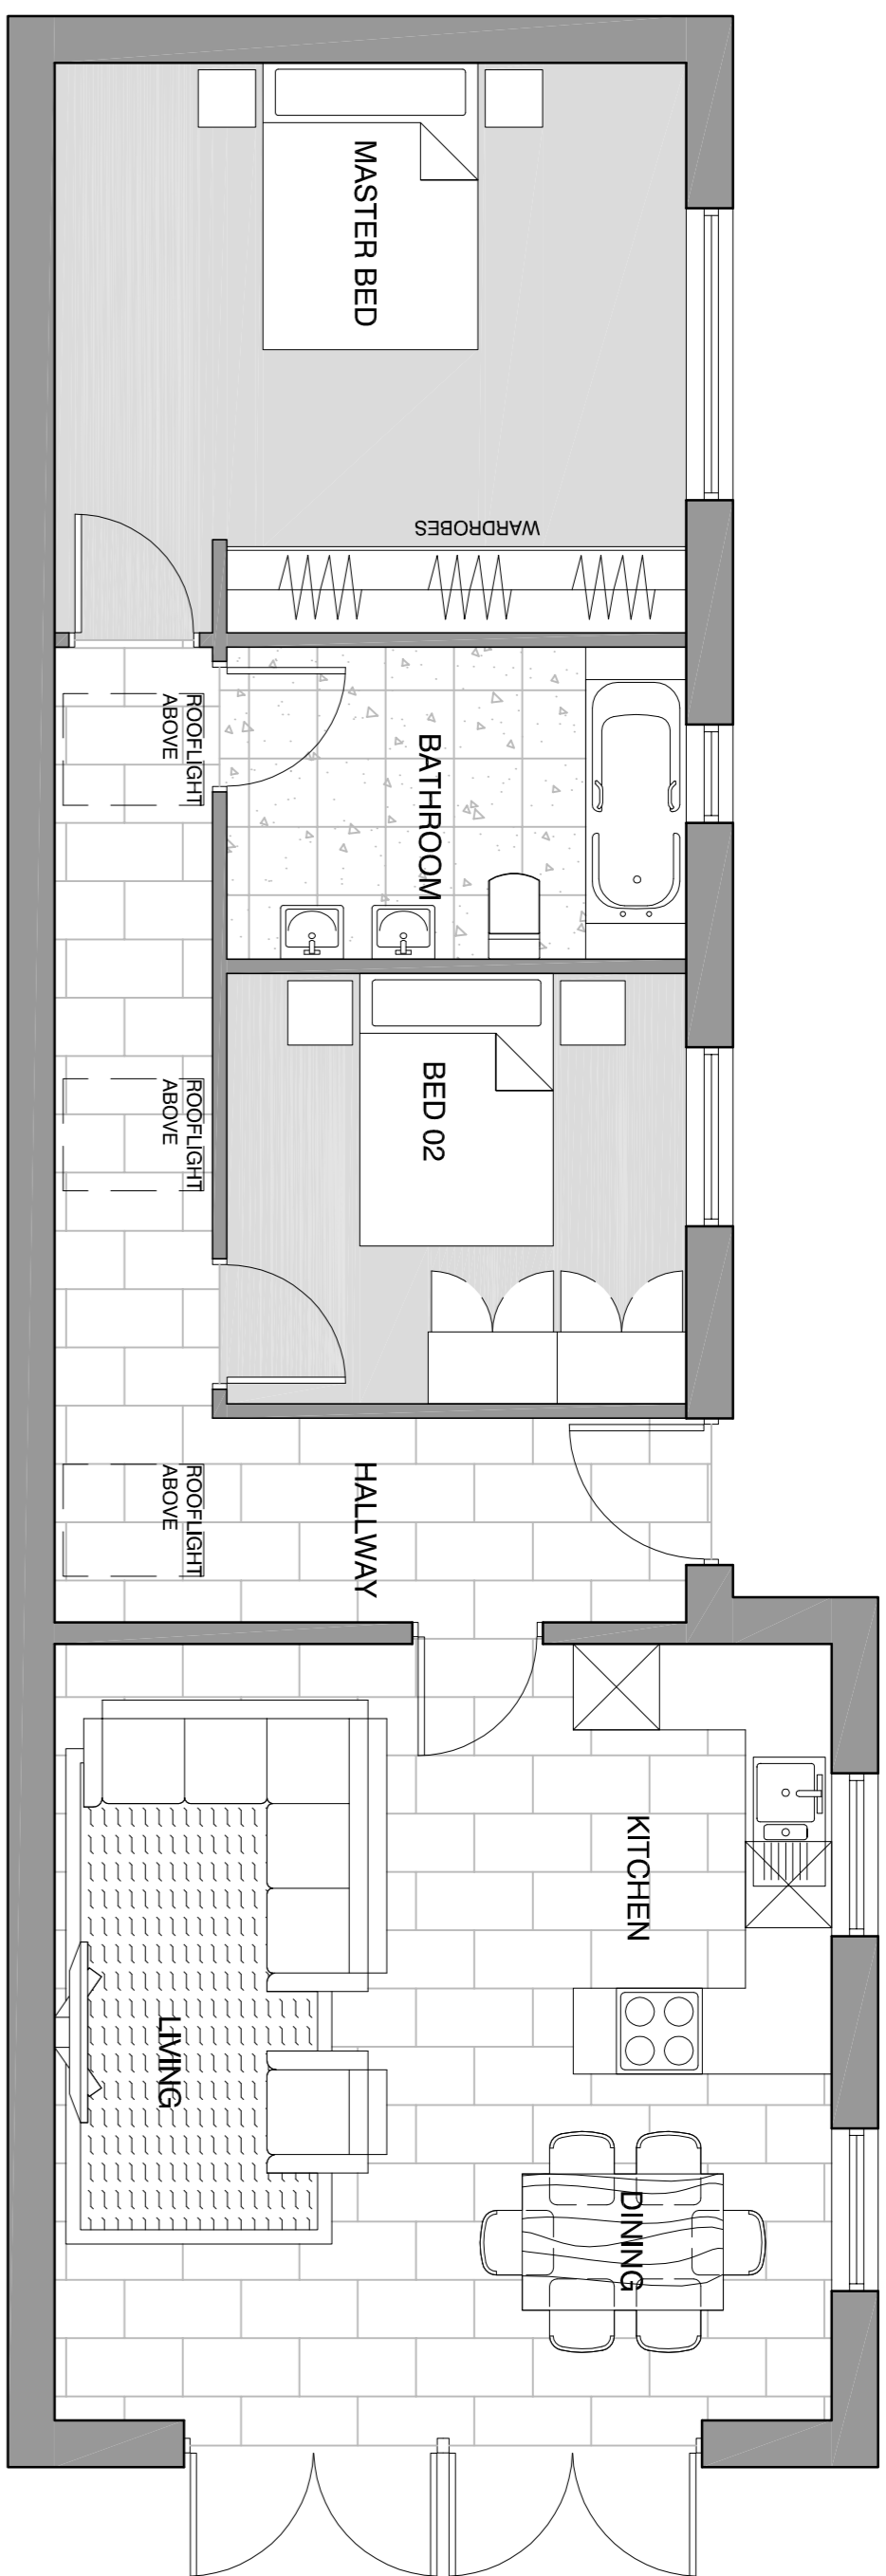 MASTER BED
WARDROBES
ROOFLIGHT
ABOVE
BATHROOM
ROOFLIGHT
ABOVE
BED 02
ROOFLIGHT
ABOVE
HALLWAY
KITCHEN
LIVING
DINING